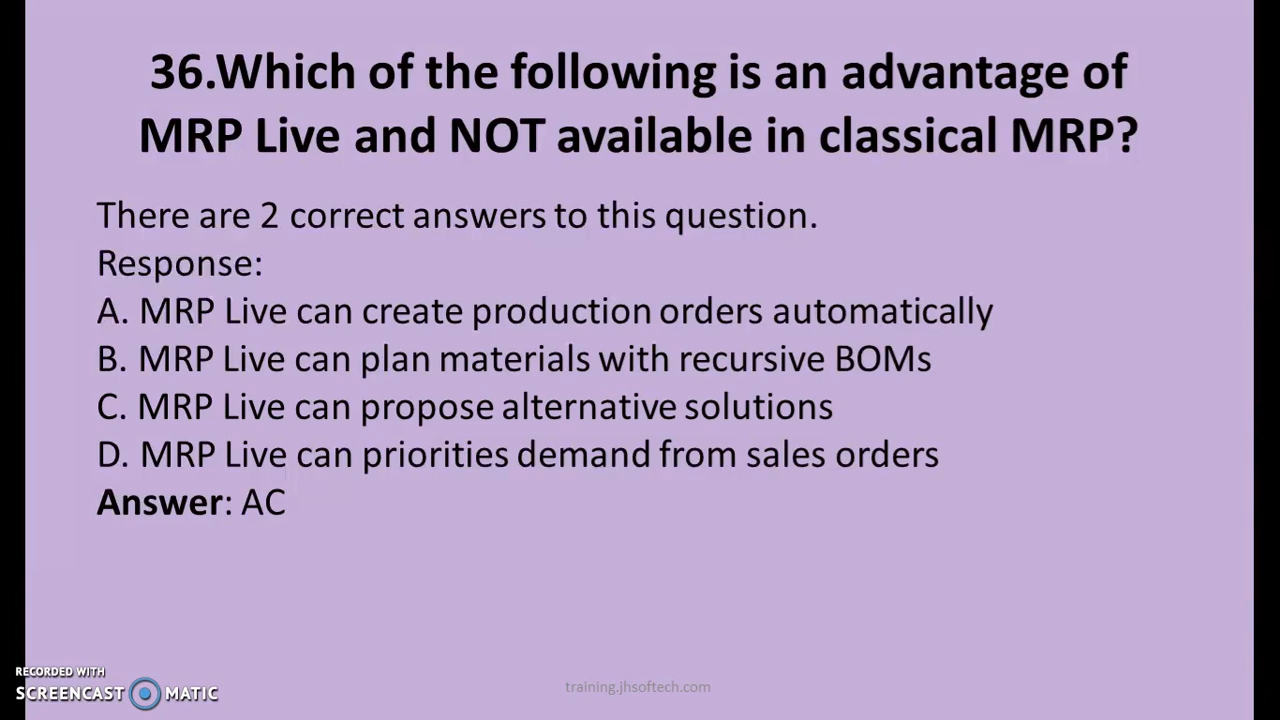 36.Which of the following is an advantage of
MRP Live and NOT available in classical MRP?
There are 2 correct answers to this question.
Response:
A. MRP Live can create production orders automatically
B. MRP Live can plan materials with recursive BOMs
C. MRP Live can propose alternative solutions
D. MRP Live can priorities demand from sales orders
Answer: AC
RECORDED WITH
SCREENCAST MATIC
training.jhsoftech.com